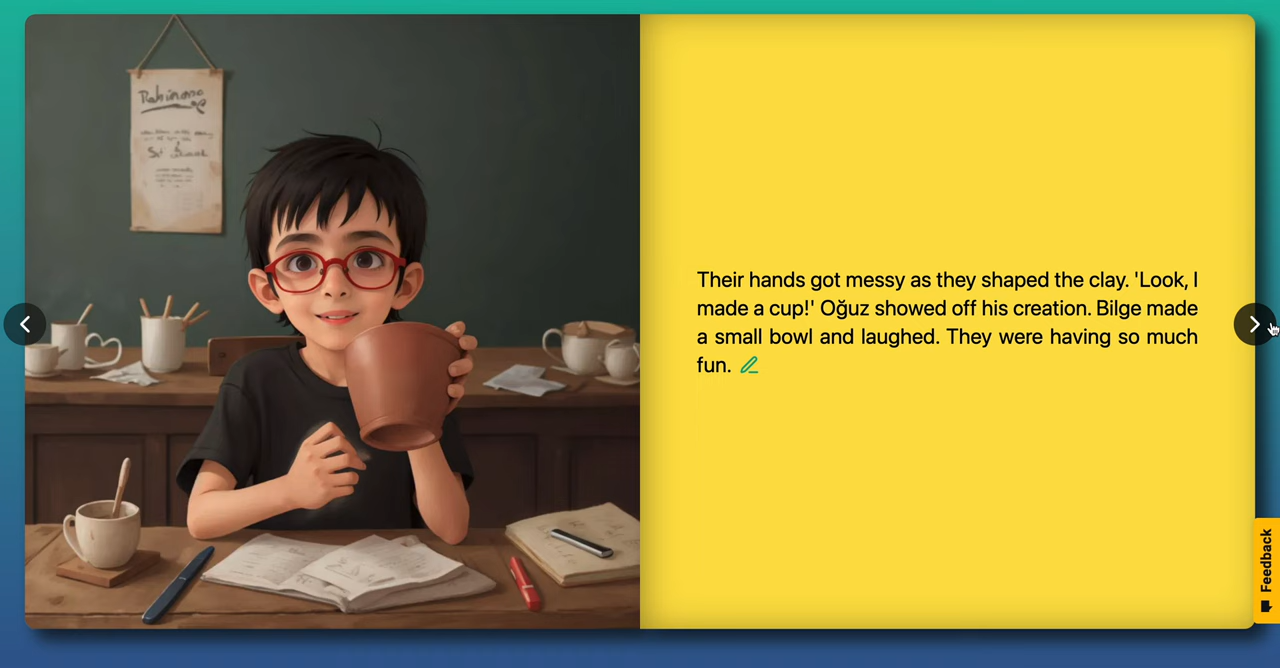 Their hands got messy as they shaped the clay. 'Look, I
made a cup!' Oğuz showed off his creation. Bilge made
a small bowl and laughed. They were having so much
fun.
Feedback